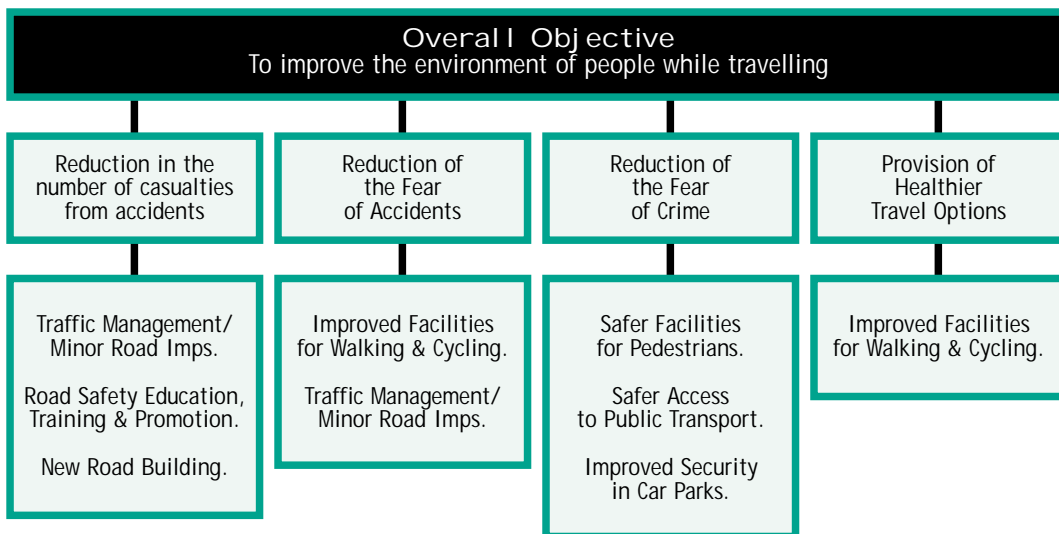 Overall Objective
To improve the environment of people while travelling
Reduction in the
number of casualties
from accidents
Reduction of
the Fear
of Accidents
Reduction of
the Fear
of Crime
Provision of
Healthier
Travel Options
Traffic Management/
Minor Road Imps.
Road Safety Education,
Training & Promotion.
New Road Building.
Improved Facilities
for Walking & Cycling.
Traffic Management/
Minor Road Imps.
Safer Facilities
for Pedestrians.
Safer Access
to Public Transport.
Improved Security
in Car Parks.
Improved Facilities
for Walking & Cycling.